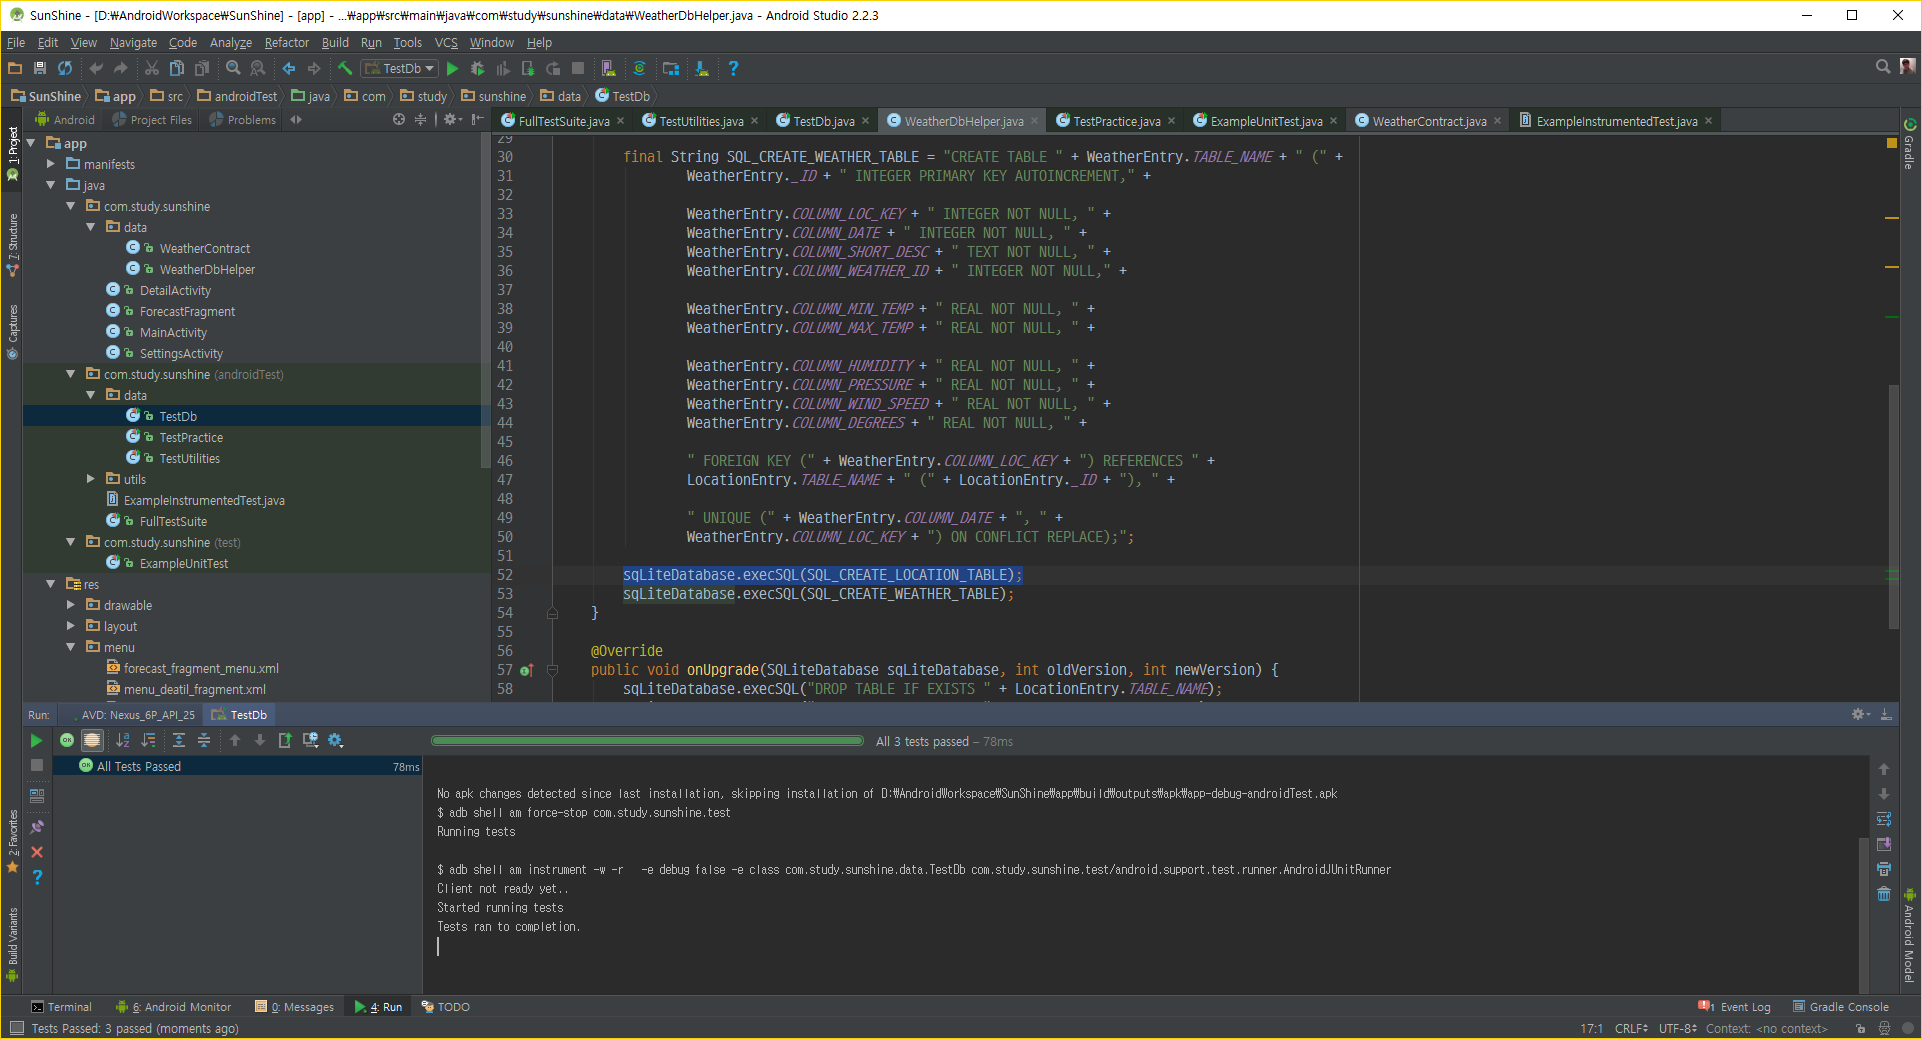 SunShine - [D:￦AndroidWorkspace￦SunShine] - [app] - ...￦app￦src￦main￦java￦com￦study￦sunshine￦data￦WeatherDbHelper.java - Android Studio 2.2.3
File Edit View Navigate Code Analyze Refactor Build Run Tools VCS Window Help
TestDb
SunShine app src androidTest java com study sunshine data TestDb
Android Project Files Problems
FullTestSuite.java TestUtilities.java TestDb.java WeatherDbHelper.java TestPractice.java ExampleUnitTest.java WeatherContract.java ExampleInstrumentedTest.java
1: Project
7: Structure
Captures
2: Favorites
Build Variants
Gradle
Android Model
app
manifests
java
com.study.sunshine
data
WeatherContract
WeatherDbHelper
DetailActivity
ForecastFragment
MainActivity
SettingsActivity
com.study.sunshine (androidTest)
data
TestDb
TestPractice
TestUtilities
utils
ExampleInstrumentedTest.java
FullTestSuite
com.study.sunshine (test)
ExampleUnitTest
res
drawable
layout
menu
forecast_fragment_menu.xml
menu_deatil_fragment.xml
29
30 final String SQL_CREATE_WEATHER_TABLE = "CREATE TABLE " + WeatherEntry.TABLE_NAME + " (" +
31 WeatherEntry._ID + " INTEGER PRIMARY KEY AUTOINCREMENT," +
32
33 WeatherEntry.COLUMN_LOC_KEY + " INTEGER NOT NULL, " +
34 WeatherEntry.COLUMN_DATE + " INTEGER NOT NULL, " +
35 WeatherEntry.COLUMN_SHORT_DESC + " TEXT NOT NULL, " +
36 WeatherEntry.COLUMN_WEATHER_ID + " INTEGER NOT NULL," +
37
38 WeatherEntry.COLUMN_MIN_TEMP + " REAL NOT NULL, " +
39 WeatherEntry.COLUMN_MAX_TEMP + " REAL NOT NULL, " +
40
41 WeatherEntry.COLUMN_HUMIDITY + " REAL NOT NULL, " +
42 WeatherEntry.COLUMN_PRESSURE + " REAL NOT NULL, " +
43 WeatherEntry.COLUMN_WIND_SPEED + " REAL NOT NULL, " +
44 WeatherEntry.COLUMN_DEGREES + " REAL NOT NULL, " +
45
46 " FOREIGN KEY (" + WeatherEntry.COLUMN_LOC_KEY + ") REFERENCES " +
47 LocationEntry.TABLE_NAME + " (" + LocationEntry._ID + "), " +
48
49 " UNIQUE (" + WeatherEntry.COLUMN_DATE + ", " +
50 WeatherEntry.COLUMN_LOC_KEY + ") ON CONFLICT REPLACE);";
51
52 sqLiteDatabase.execSQL(SQL_CREATE_LOCATION_TABLE);
53 sqLiteDatabase.execSQL(SQL_CREATE_WEATHER_TABLE);
54 }
55
56 @Override
57 public void onUpgrade(SQLiteDatabase sqLiteDatabase, int oldVersion, int newVersion) {
58 sqLiteDatabase.execSQL("DROP TABLE IF EXISTS " + LocationEntry.TABLE_NAME);
Run: AVD: Nexus_6P_API_25 TestDb
All 3 tests passed – 78ms
All Tests Passed 78ms
No apk changes detected since last installation, skipping installation of D:￦AndroidWorkspace￦SunShine￦app￦build￦outputs￦apk￦app-debug-androidTest.apk
$ adb shell am force-stop com.study.sunshine.test
Running tests
$ adb shell am instrument -w -r   -e debug false -e class com.study.sunshine.data.TestDb com.study.sunshine.test/android.support.test.runner.AndroidJUnitRunner
Client not ready yet..
Started running tests
Tests ran to completion.
Terminal 6: Android Monitor 0: Messages 4: Run TODO 1 Event Log Gradle Console
Tests Passed: 3 passed (moments ago) 17:1 CRLF UTF-8 Context: <no context>